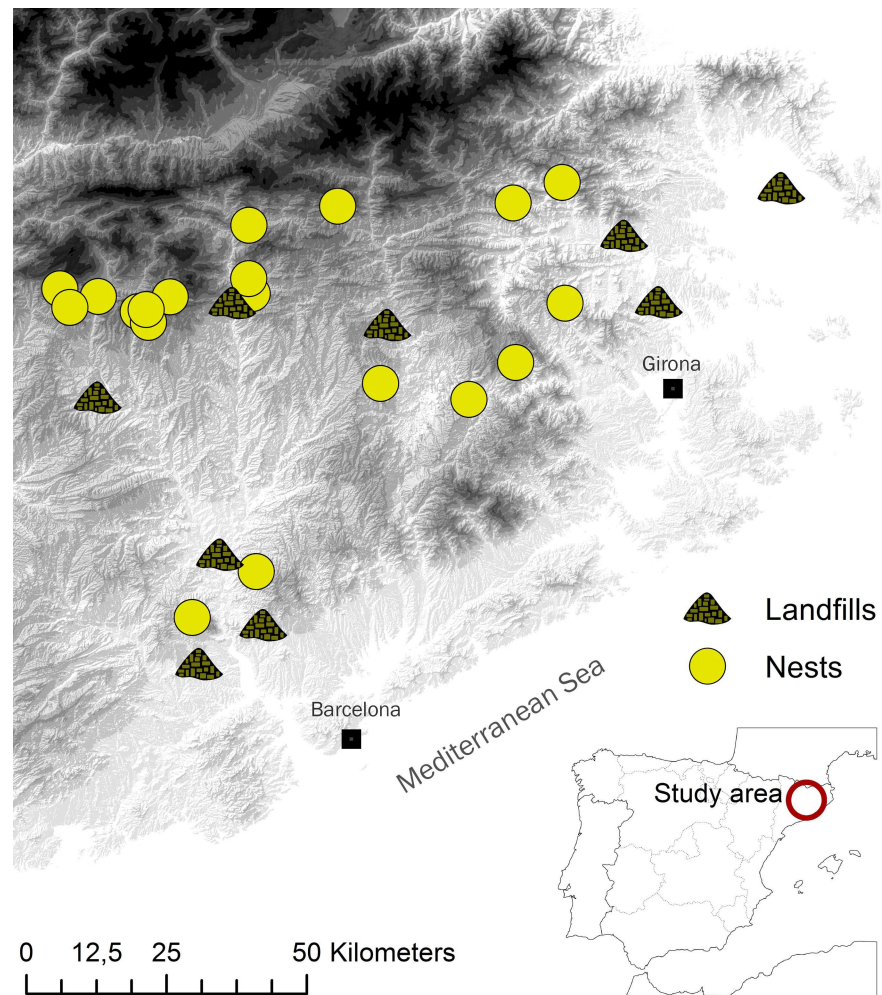 Girona
Landfills
Nests
Barcelona
Mediterranean Sea
Study area
0 12,5 25 50 Kilometers